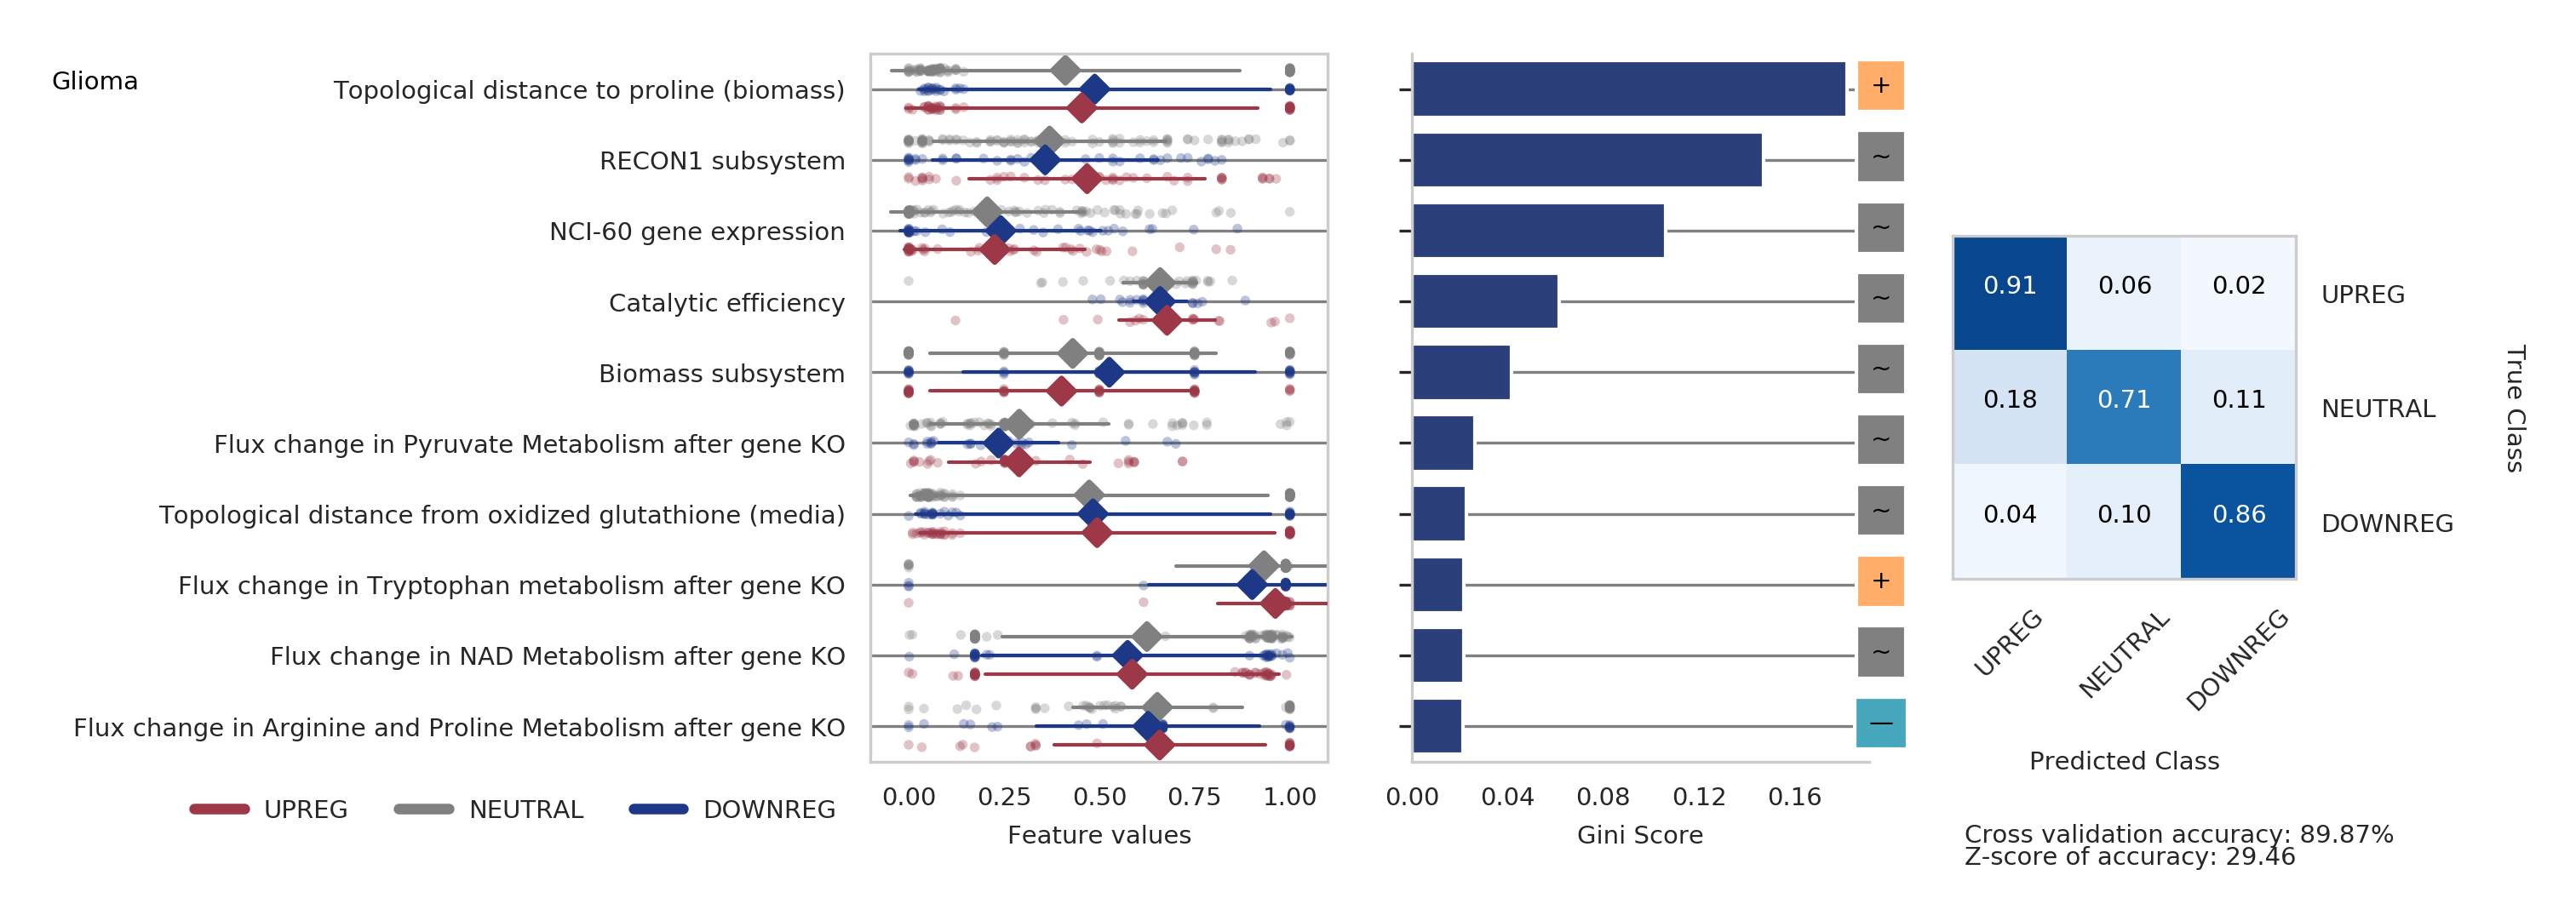 Glioma
Topological distance to proline (biomass)
RECON1 subsystem
NCI-60 gene expression
Catalytic efficiency
Biomass subsystem
Flux change in Pyruvate Metabolism after gene KO
Topological distance from oxidized glutathione (media)
Flux change in Tryptophan metabolism after gene KO
Flux change in NAD Metabolism after gene KO
Flux change in Arginine and Proline Metabolism after gene KO
UPREG NEUTRAL DOWNREG
0.00 0.25 0.50 0.75 1.00
Feature values
+
~
~
~
~
~
~
+
~
—
0.00 0.04 0.08 0.12 0.16
Gini Score
0.91 0.06 0.02 UPREG
0.18 0.71 0.11 NEUTRAL
0.04 0.10 0.86 DOWNREG
True Class
UPREG NEUTRAL DOWNREG
Predicted Class
Cross validation accuracy: 89.87%
Z-score of accuracy: 29.46